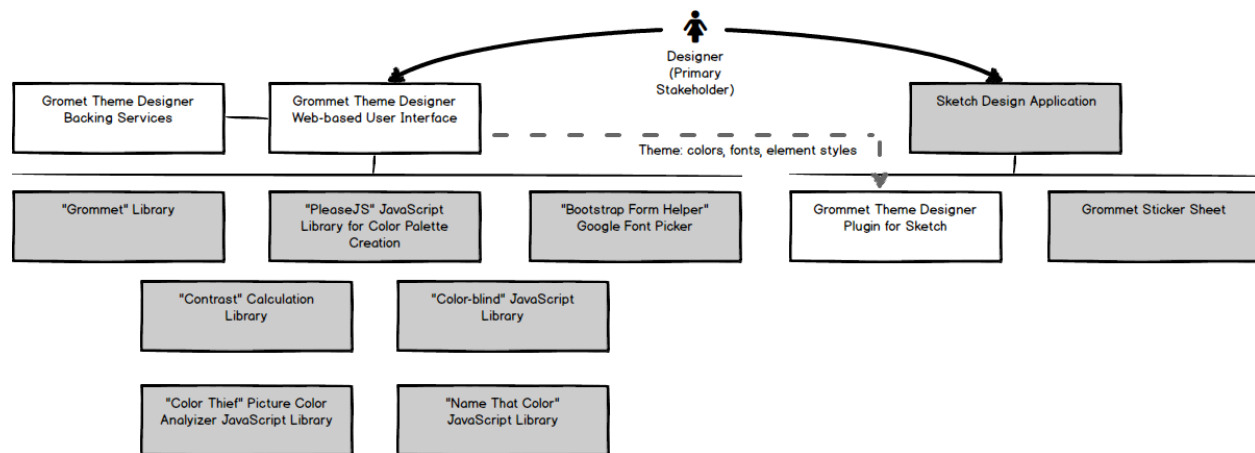 Designer
(Primary
Stakeholder)
Gromet Theme Designer
Backing Services
Grommet Theme Designer
Web-based User Interface
Sketch Design Application
Theme: colors, fonts, element styles
"Grommet" Library
"PleaseJS" JavaScript
Library for Color Palette
Creation
"Bootstrap Form Helper"
Google Font Picker
Grommet Theme Designer
Plugin for Sketch
Grommet Sticker Sheet
"Contrast" Calculation
Library
"Color-blind" JavaScript
Library
"Color Thief" Picture Color
Analyizer JavaScript Library
"Name That Color"
JavaScript Library